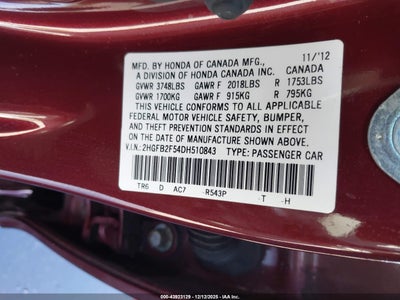 MFD. BY HONDA OF CANADA MFG., 11/'12
A DIVISION OF HONDA CANADA INC. CANADA
GVWR 3748LBS GAWR F 2018LBS R 1753LBS
GVWR 1700KG GAWR F 915KG R 795KG
THIS VEHICLE CONFORMS TO ALL APPLICABLE
FEDERAL MOTOR VEHICLE SAFETY, BUMPER,
AND THEFT PREVENTION STANDARDS IN EFFECT
ON THE DATE OF MANUFACTURE SHOWN ABOVE.
V.I.N.: 2HGFB2F54DH510843 TYPE: PASSENGER CAR
TR6 D AC7 R543P -T -H
000-43923129 - 12/12/2025 - IAA LLC